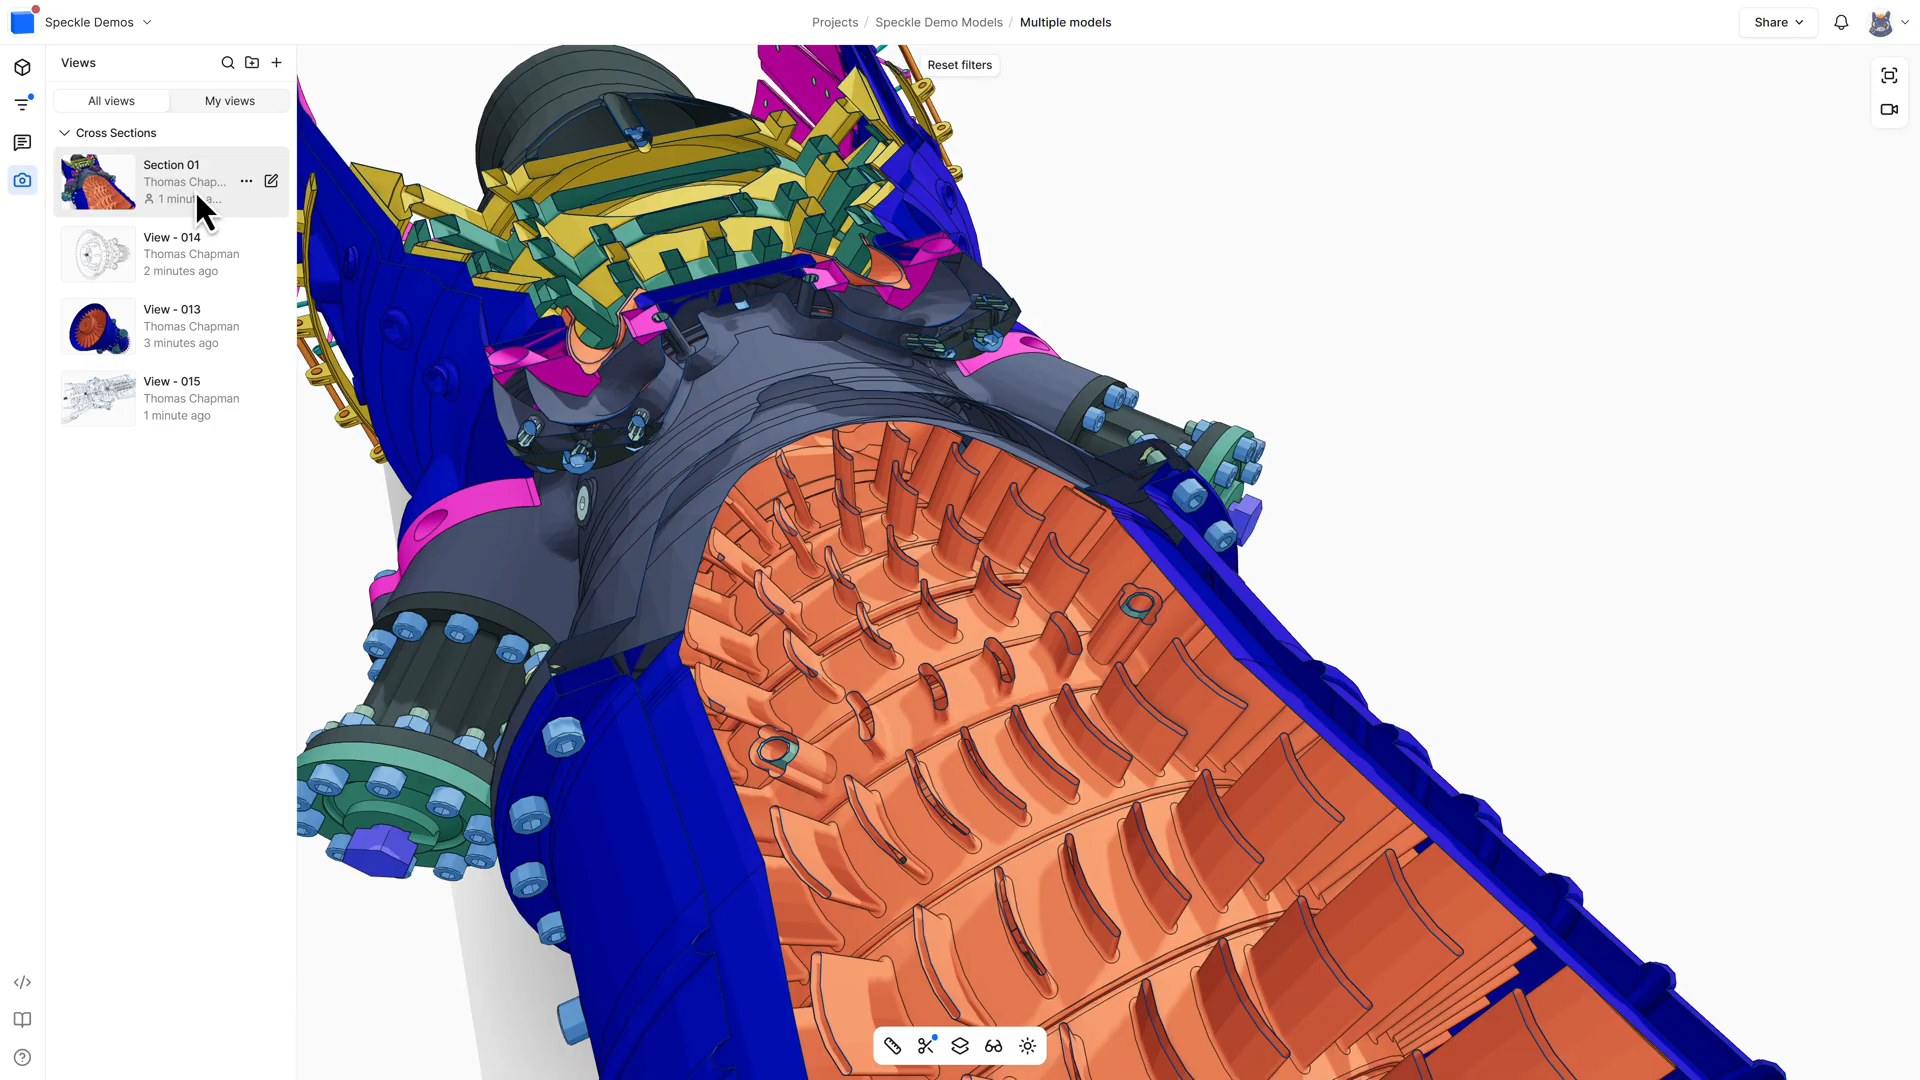 Speckle Demos
Projects / Speckle Demo Models / Multiple models
Share
Views
Reset filters
All views
My views
Cross Sections
Section 01
Thomas Chap...
1 minut
View - 014
Thomas Chapman
2 minutes ago
View - 013
Thomas Chapman
3 minutes ago
View - 015
Thomas Chapman
1 minute ago